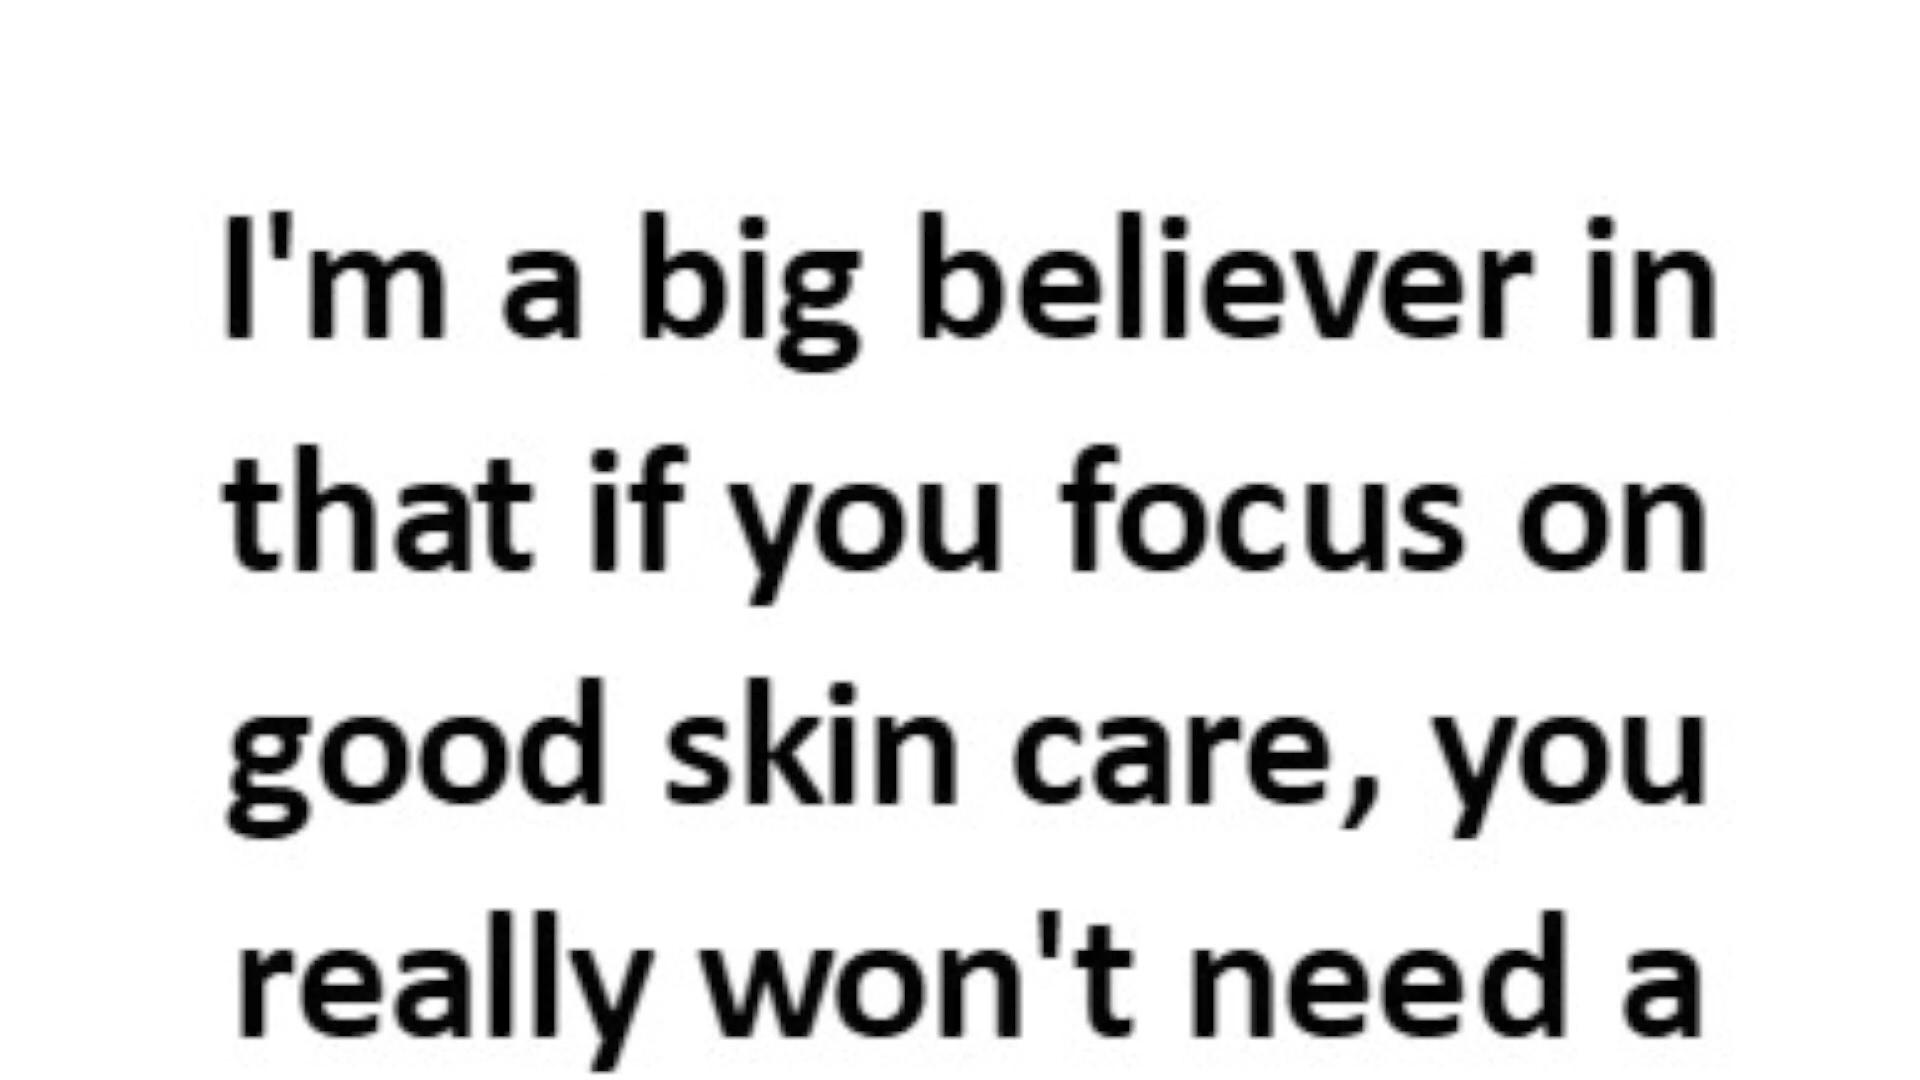 I'm a big believer in
that if you focus on
good skin care, you
really won't need a